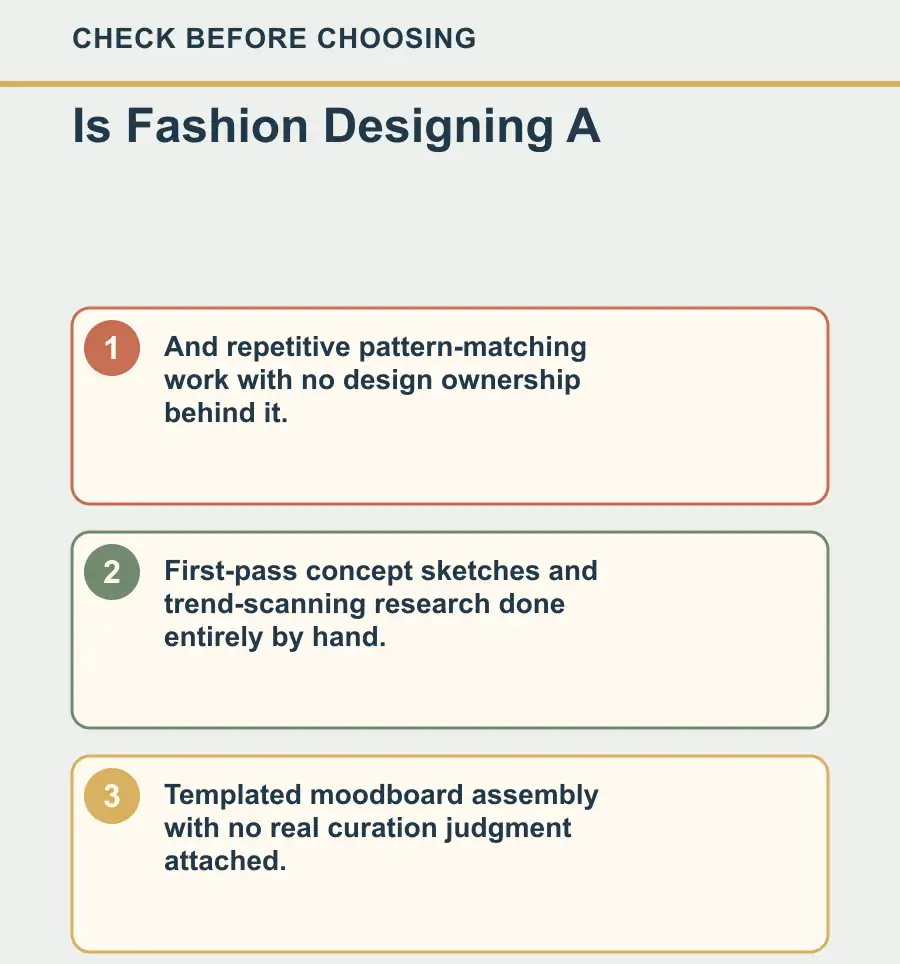 CHECK BEFORE CHOOSING
Is Fashion Designing A
1
And repetitive pattern-matching
work with no design ownership
behind it.
2
First-pass concept sketches and
trend-scanning research done
entirely by hand.
3
Templated moodboard assembly
with no real curation judgment
attached.